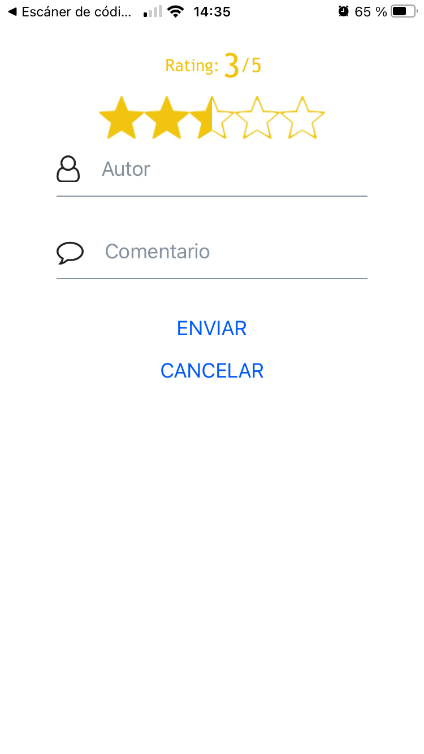 ◀ Escáner de códi... 14:35 65 %
Rating: 3/5
Autor
Comentario
ENVIAR
CANCELAR